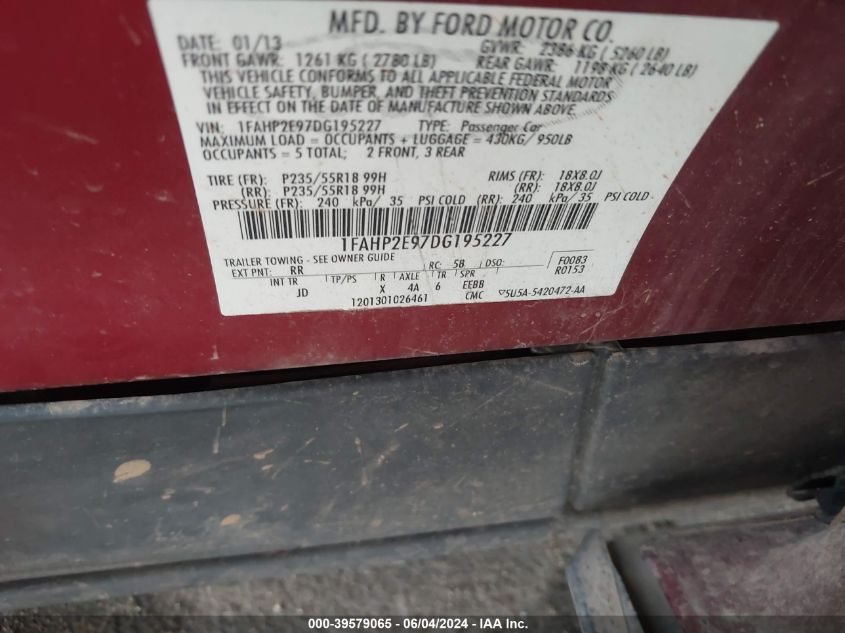 MFD. BY FORD MOTOR CO.
DATE: 01/13 GVWR: 2386 KG ( 5260 LB)
FRONT GAWR: 1261 KG ( 2780 LB) REAR GAWR: 1198 KG ( 2640 LB)
THIS VEHICLE CONFORMS TO ALL APPLICABLE FEDERAL MOTOR
VEHICLE SAFETY, BUMPER, AND THEFT PREVENTION STANDARDS
IN EFFECT ON THE DATE OF MANUFACTURE SHOWN ABOVE.
VIN: 1FAHP2E97DG195227 TYPE: Passenger Car
MAXIMUM LOAD = OCCUPANTS + LUGGAGE = 430KG/950LB
OCCUPANTS = 5 TOTAL; 2 FRONT, 3 REAR
TIRE (FR): P235/55R18 99H RIMS (FR): 18X8.0J
(RR): P235/55R18 99H (RR): 18X8.0J
PRESSURE (FR): 240 kPa/ 35 PSI COLD (RR): 240 kPa/ 35 PSI COLD
1FAHP2E97DG195227
TRAILER TOWING - SEE OWNER GUIDE
EXT PNT: RR RC: 5B DSO: F0083
R0153
INT TR TP/PS R AXLE TR SPR
JD X 4A 6 EEBB
1201301026461 CMC 5U5A-5420472-AA
000-39579065 - 06/04/2024 - IAAI Inc.